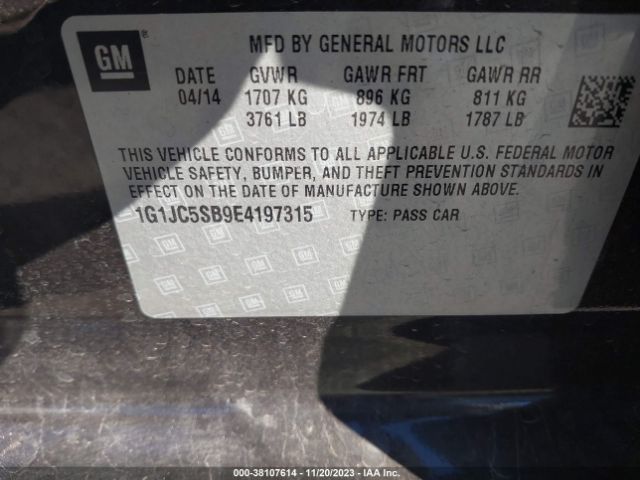 GM ®
MFD BY GENERAL MOTORS LLC
DATE GVWR GAWR FRT GAWR RR
04/14 1707 KG 896 KG 811 KG
3761 LB 1974 LB 1787 LB
THIS VEHICLE CONFORMS TO ALL APPLICABLE U.S. FEDERAL MOTOR
VEHICLE SAFETY, BUMPER, AND THEFT PREVENTION STANDARDS IN
EFFECT ON THE DATE OF MANUFACTURE SHOWN ABOVE.
1G1JC5SB9E4197315 TYPE: PASS CAR
000-38107614 - 11/20/2023 - IAA Inc.